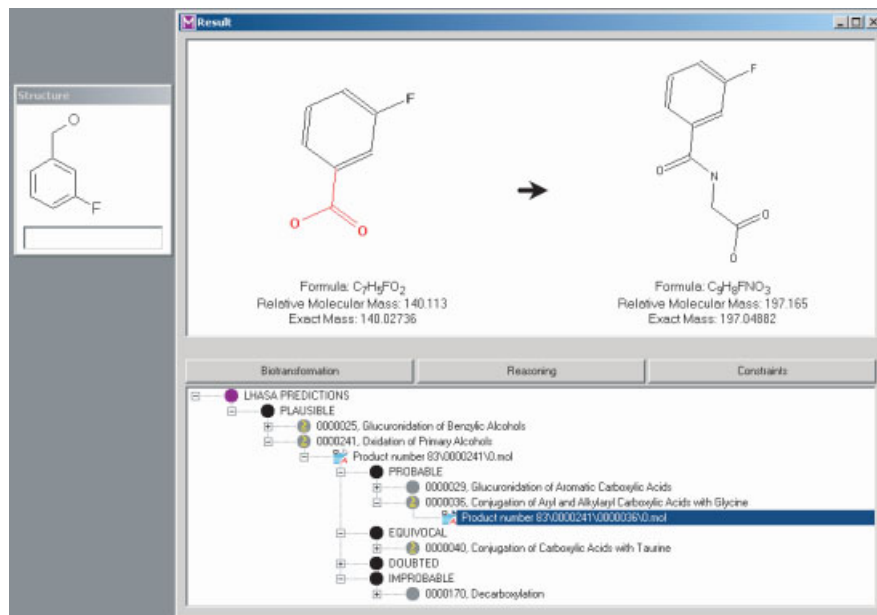 Result
Structure
O
F
F
O
O
F
O
N
O
O
Formula: C₇H₅FO₂
Relative Molecular Mass: 140.113
Exact Mass: 140.02736
Formula: C₉H₈FNO₃
Relative Molecular Mass: 197.165
Exact Mass: 197.04882
Biotransformation Reasoning Constraints
LHASA PREDICTIONS
PLAUSIBLE
0000025, Glucuronidation of Benzylic Alcohols
0000241, Oxidation of Primary Alcohols
Product number 83\0000241\0.mol
PROBABLE
0000029, Glucuronidation of Aromatic Carboxylic Acids
0000036, Conjugation of Aryl and Alkylaryl Carboxylic Acids with Glycine
Product number 83\0000241\0000036\0.mol
EQUIVOCAL
0000040, Conjugation of Carboxylic Acids with Taurine
DOUBTED
IMPROBABLE
0000170, Decarboxylation